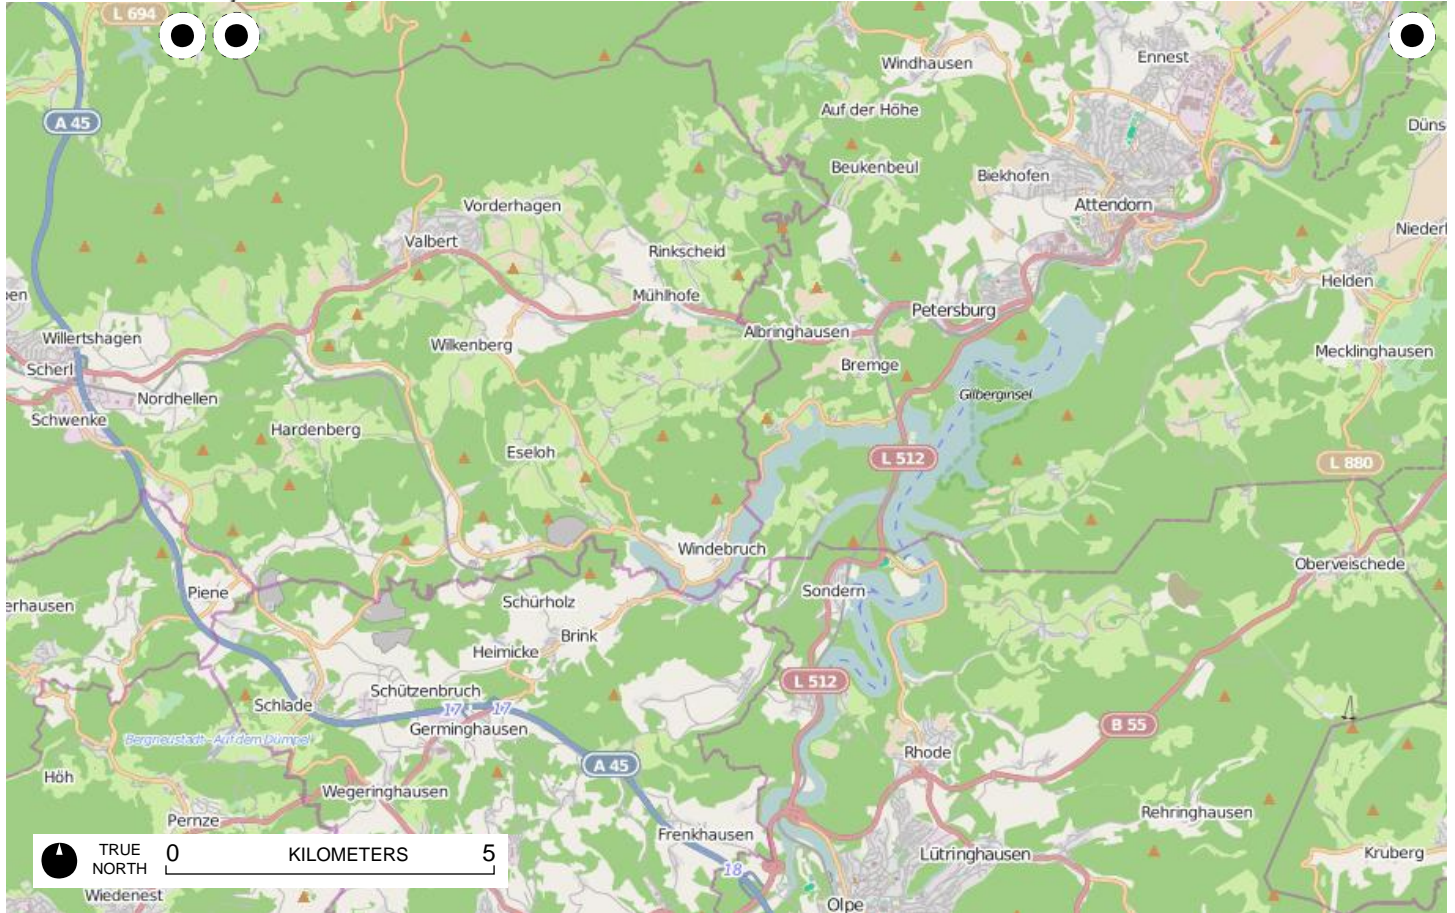 L 694
Ennest
Windhausen
Auf der Höhe
A 45
Düns
Beukenbeul
Biekhofen
Vorderhagen
Attendorn
Valbert
Rinkscheid
Niederh
Helden
pen
Mühlhofe
Petersburg
Willertshagen
Albringhausen
Wilkenberg
Mecklinghausen
Scherl
Bremge
Nordhellen
Gilberginsel
Schwenke
Hardenberg
Eseloh
L 512
L 880
Windebruch
Oberveischede
Piene
Sondern
erhausen
Schürholz
Brink
Heimicke
L 512
Schützenbruch
Schlade
17 17
Germinghausen
B 55
Bergneustadt - Auf dem Dümpel
Rhode
A 45
Höh
Wegeringhausen
Rehringhausen
Pernze
Frenkhausen
TRUE NORTH
0 KILOMETERS 5
Lütringhausen
Kruberg
18
Wiedenest
Olpe